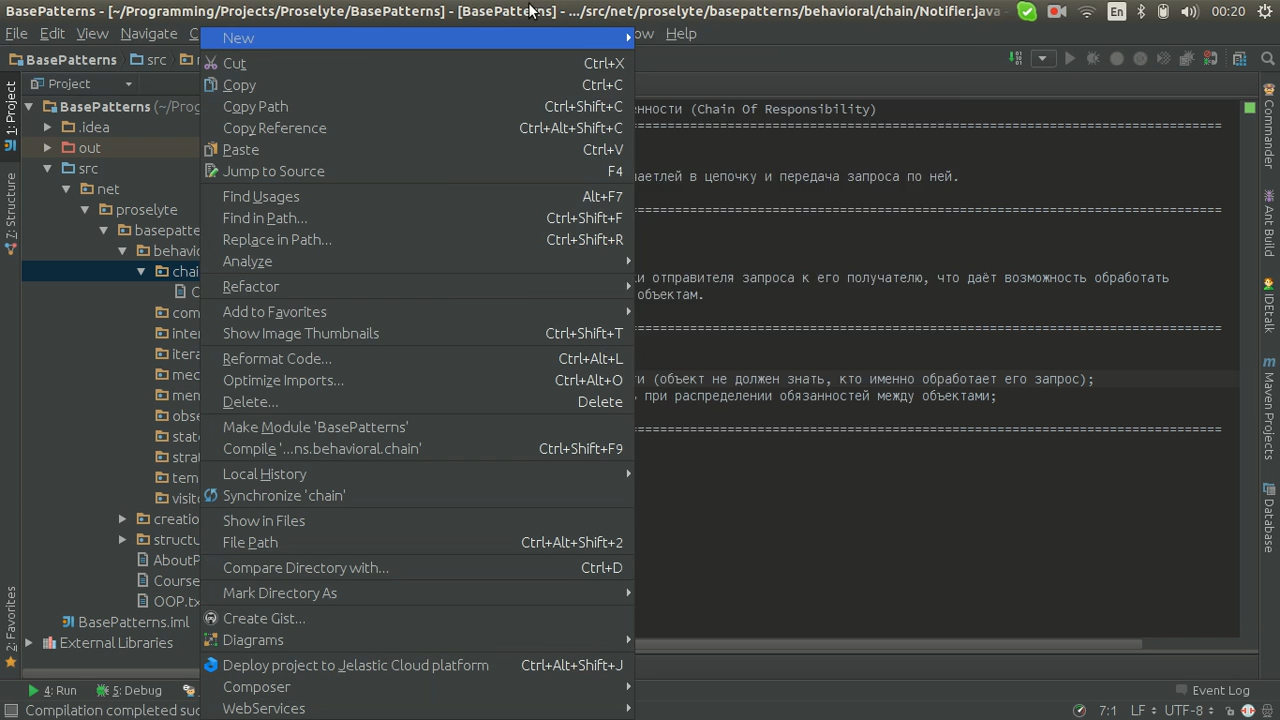 BasePatterns - [~/Programming/Projects/Proselyte/BasePatterns] - [BasePatterns] - .../src/net/proselyte/basepatterns/behavioral/chain/Notifier.java
En
00:20
File Edit View Navigate C
ow Help
BasePatterns src
1: Project
7: Structure
2: Favorites
Project
BasePatterns (~/Prog
.idea
out
src
net
proselyte
basepatte
behavio
chai
C
com
inter
itera
med
mem
obse
state
strat
tem
visito
creatio
structu
AboutP
Course
OOP.tx
BasePatterns.iml
External Libraries
New
Cut Ctrl+X
Copy Ctrl+C
Copy Path Ctrl+Shift+C
Copy Reference Ctrl+Alt+Shift+C
Paste Ctrl+V
Jump to Source F4
Find Usages Alt+F7
Find in Path... Ctrl+Shift+F
Replace in Path... Ctrl+Shift+R
Analyze
Refactor
Add to Favorites
Show Image Thumbnails Ctrl+Shift+T
Reformat Code... Ctrl+Alt+L
Optimize Imports... Ctrl+Alt+O
Delete... Delete
Make Module 'BasePatterns'
Compile '...ns.behavioral.chain' Ctrl+Shift+F9
Local History
Synchronize 'chain'
Show in Files
File Path Ctrl+Alt+Shift+2
Compare Directory with... Ctrl+D
Mark Directory As
Create Gist...
Diagrams
Deploy project to Jelastic Cloud platform Ctrl+Alt+Shift+J
Composer
WebServices
нности (Chain Of Responsibility)
======================================================================
аетлей в цепочку и передача запроса по ней.
======================================================================
и отправителя запроса к его получателю, что даёт возможность обработать
объектам.
======================================================================
ти (объект не должен знать, кто именно обработает его запрос);
ь при распределении обязанностей между объектами;
======================================================================
Commander
Ant Build
IDEtalk
Maven Projects
Database
4: Run 5: Debug
Event Log
Compilation completed suc
7:1 LF UTF-8